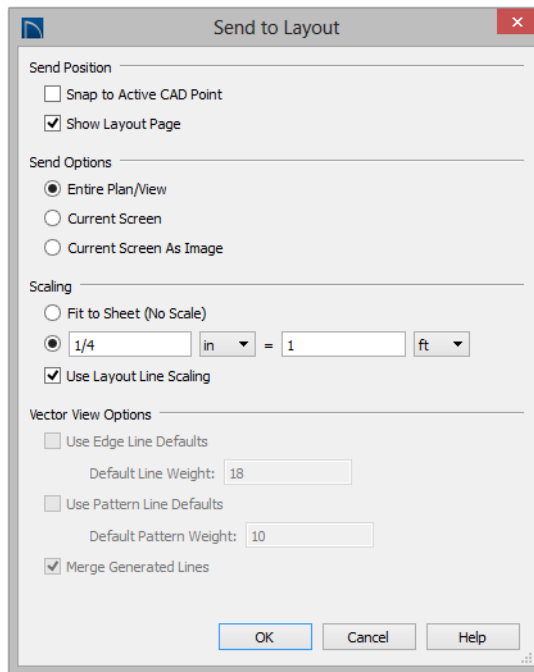 Send to Layout
Send Position
Snap to Active CAD Point
Show Layout Page
Send Options
Entire Plan/View
Current Screen
Current Screen As Image
Scaling
Fit to Sheet (No Scale)
1/4 in = 1 ft
Use Layout Line Scaling
Vector View Options
Use Edge Line Defaults
Default Line Weight: 18
Use Pattern Line Defaults
Default Pattern Weight: 10
Merge Generated Lines
OK Cancel Help